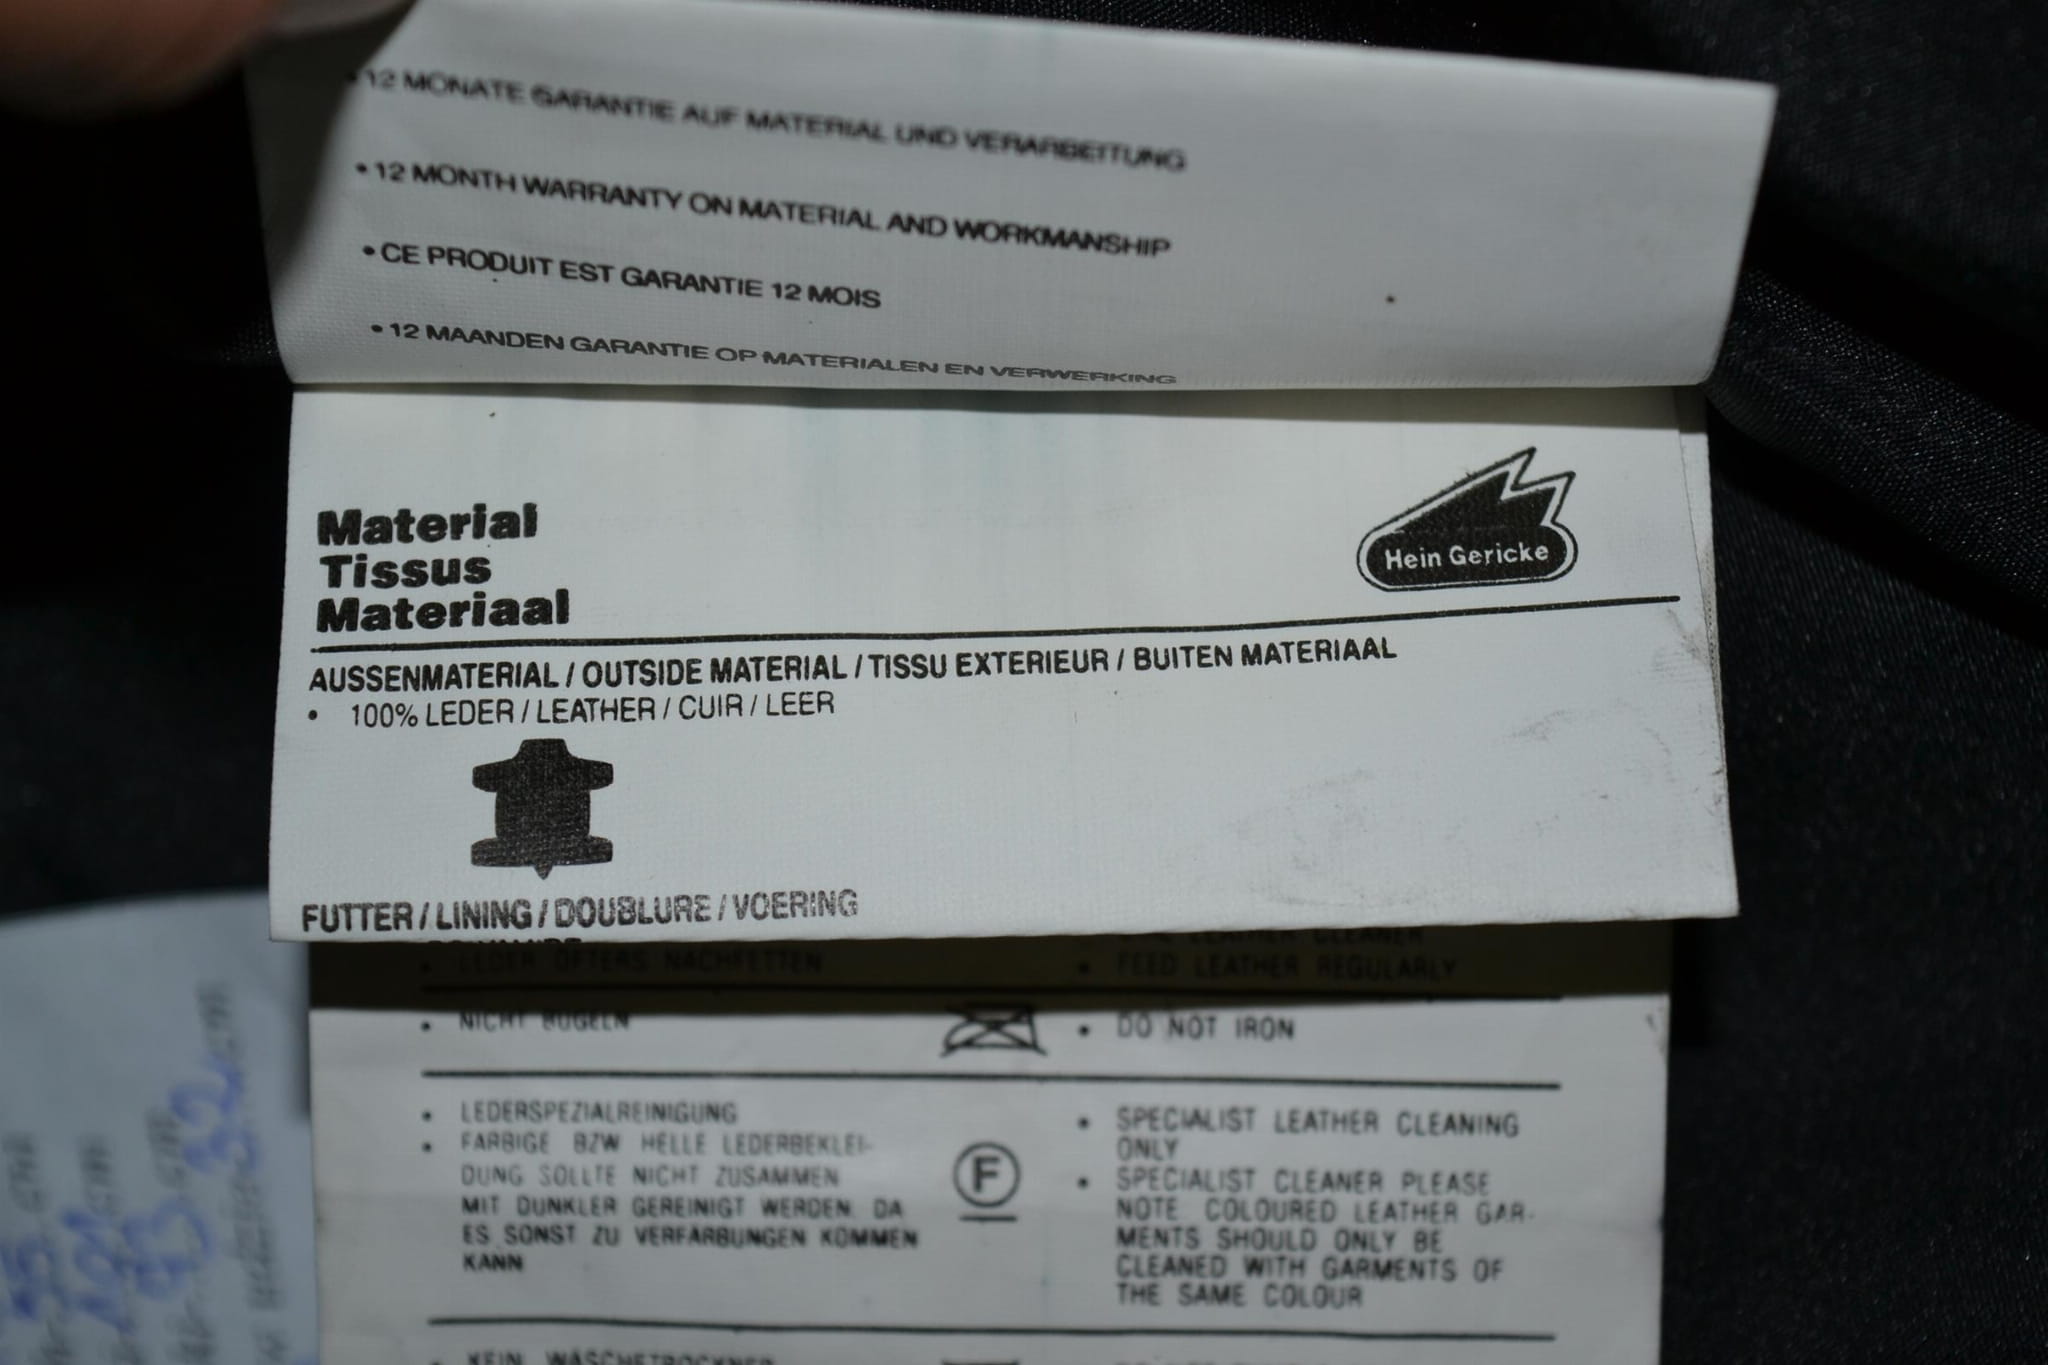 •12 MONATE GARANTIE AUF MATERIAL UND VERARBEITUNG
• 12 MONTH WARRANTY ON MATERIAL AND WORKMANSHIP
• CE PRODUIT EST GARANTIE 12 MOIS
• 12 MAANDEN GARANTIE OP MATERIALEN EN VERWERKING
Material
Tissus
Materiaal
Hein Gericke
AUSSENMATERIAL / OUTSIDE MATERIAL / TISSU EXTERIEUR / BUITEN MATERIAAL
• 100% LEDER / LEATHER / CUIR / LEER
FUTTER / LINING / DOUBLURE / VOERING
• LEDER ÖFTERS NACHFETTEN
LEATHER CLEANER
• FEED LEATHER REGULARLY
• NICHT BÜGELN
• DO NOT IRON
• LEDERSPEZIALREINIGUNG
• FARBIGE BZW HELLE LEDERBEKLEI-
DUNG SOLLTE NICHT ZUSAMMEN
MIT DUNKLER GEREINIGT WERDEN. DA
ES SONST ZU VERFÄRBUNGEN KOMMEN
KANN
F
• SPECIALIST LEATHER CLEANING
ONLY
• SPECIALIST CLEANER PLEASE
NOTE COLOURED LEATHER GAR-
MENTS SHOULD ONLY BE
CLEANED WITH GARMENTS OF
THE SAME COLOUR
• KEIN WÄSCHETROCKNER